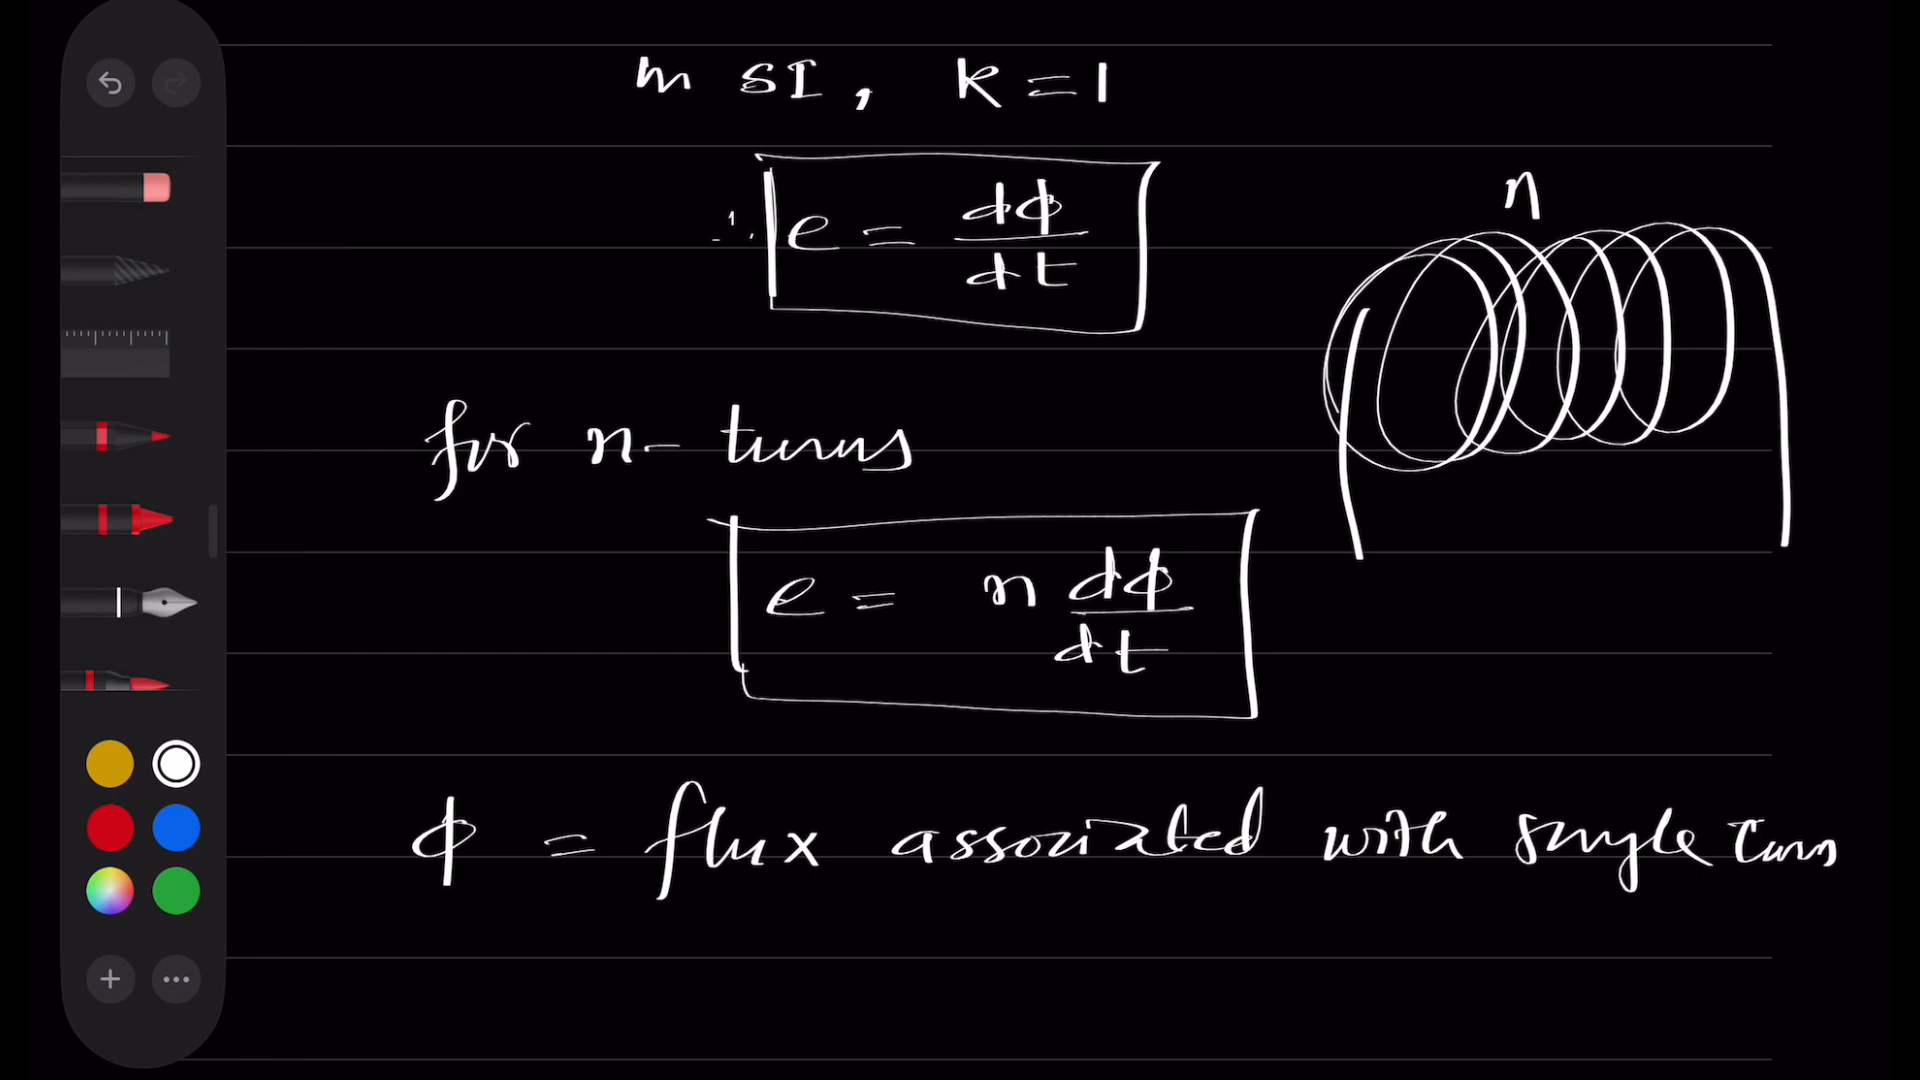 in SI, K = 1
∴ e = dϕ/dt
n
for n- turns
e = n dϕ/dt
ϕ = flux associated with single turn